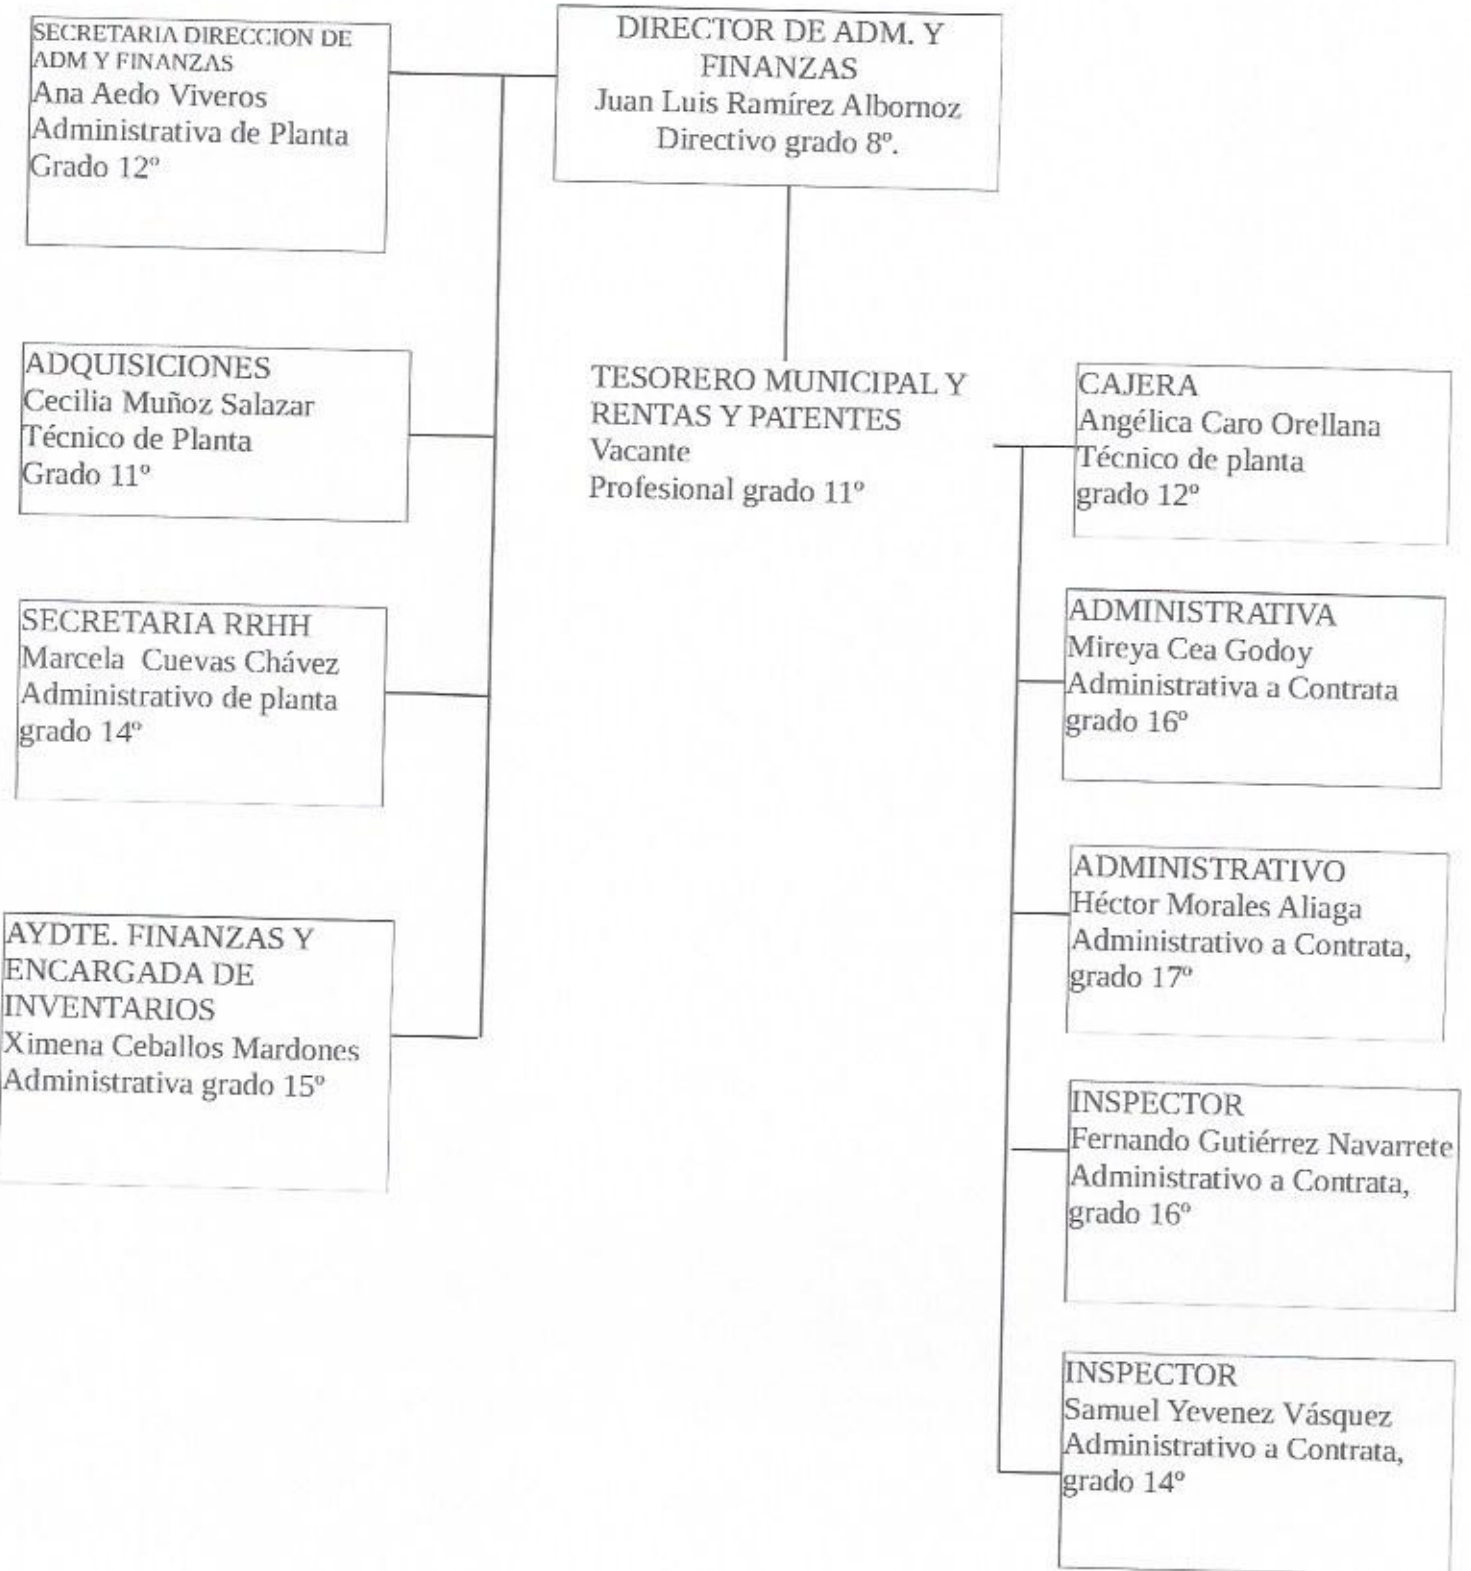 SECRETARIA DIRECCION DE
ADM Y FINANZAS
Ana Aedo Viveros
Administrativa de Planta
Grado 12º
DIRECTOR DE ADM. Y
FINANZAS
Juan Luis Ramírez Albornoz
Directivo grado 8º.
ADQUISICIONES
Cecilia Muñoz Salazar
Técnico de Planta
Grado 11º
TESORERO MUNICIPAL Y
RENTAS Y PATENTES
Vacante
Profesional grado 11º
CAJERA
Angélica Caro Orellana
Técnico de planta
grado 12º
SECRETARIA RRHH
Marcela  Cuevas Chávez
Administrativo de planta
grado 14º
ADMINISTRATIVA
Mireya Cea Godoy
Administrativa a Contrata
grado 16º
AYDTE. FINANZAS Y
ENCARGADA DE
INVENTARIOS
Ximena Ceballos Mardones
Administrativa grado 15º
ADMINISTRATIVO
Héctor Morales Aliaga
Administrativo a Contrata,
grado 17º
INSPECTOR
Fernando Gutiérrez Navarrete
Administrativo a Contrata,
grado 16º
INSPECTOR
Samuel Yevenez Vásquez
Administrativo a Contrata,
grado 14º